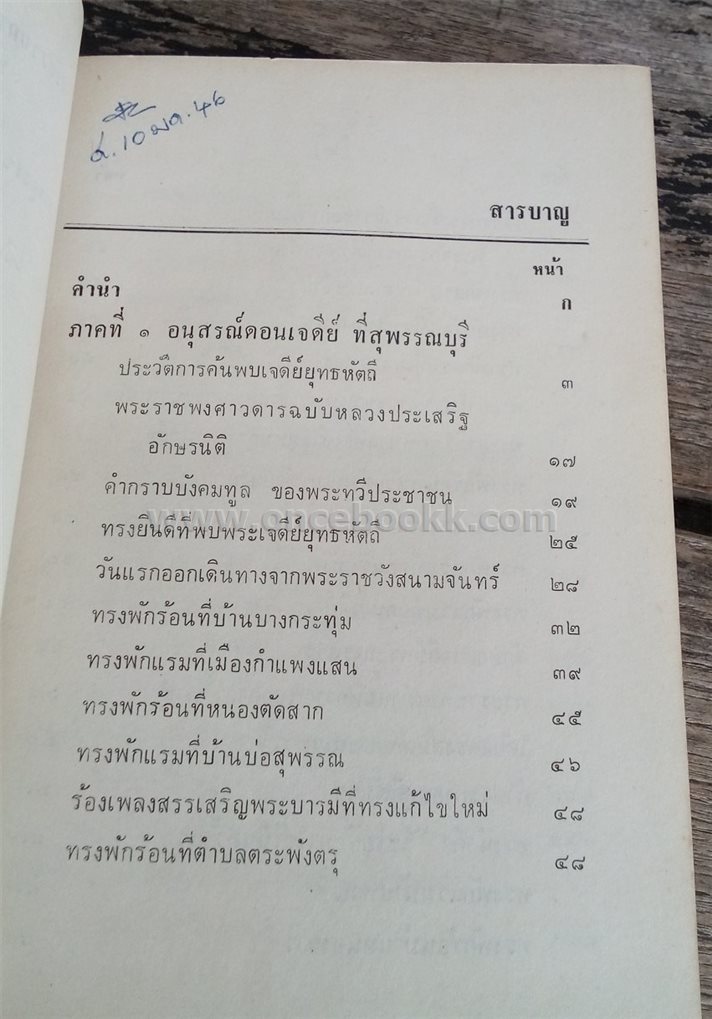 ส. 10 พ.ค. 46
สารบาญ
หน้า
คำนำ ก
ภาคที่ ๑ อนุสรณ์ดอนเจดีย์ ที่สุพรรณบุรี
ประวัติการค้นพบเจดีย์ยุทธหัตถี ๓
พระราชพงศาวดารฉบับหลวงประเสริฐ
อักษรนิติ ๑๗
คำกราบบังคมทูล ของพระทวีประชาชน ๑๙
www.oncebookk.com
ทรงยินดีที่พบพระเจดีย์ยุทธหัตถี ๒๕
วันแรกออกเดินทางจากพระราชวังสนามจันทร์ ๒๘
ทรงพักร้อนที่บ้านบางกระทุ่ม ๓๒
ทรงพักแรมที่เมืองกำแพงแสน ๓๙
ทรงพักร้อนที่หนองตัดสาก ๔๕
ทรงพักแรมที่บ้านบ่อสุพรรณ ๔๖
ร้องเพลงสรรเสริญพระบารมีที่ทรงแก้ไขใหม่ ๔๘
ทรงพักร้อนที่ตำบลตระพังตรุ ๔๘